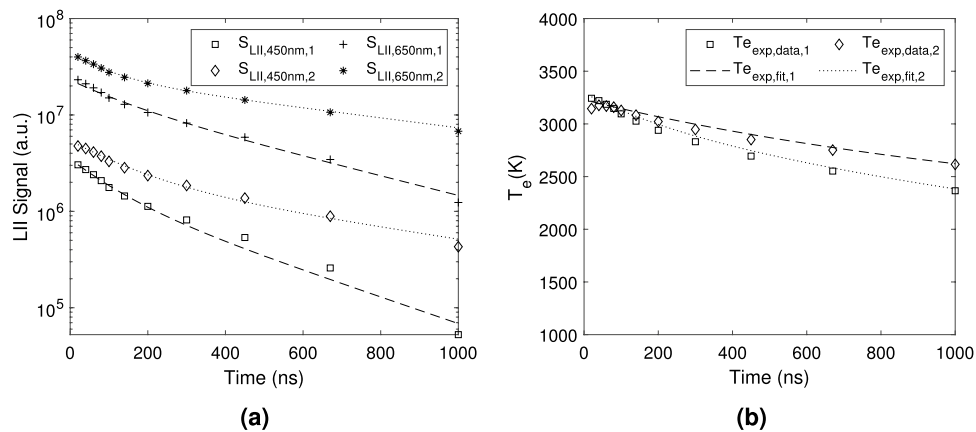 10^8
10^7
10^6
10^5
LII Signal (a.u.)
S_LII,450nm,1
S_LII,650nm,1
S_LII,450nm,2
S_LII,650nm,2
0 200 400 600 800 1000
Time (ns)
(a)
4000
3500
3000
2500
2000
1500
1000
T_e(K)
Te_exp,data,1
Te_exp,data,2
Te_exp,fit,1
Te_exp,fit,2
0 200 400 600 800 1000
Time (ns)
(b)